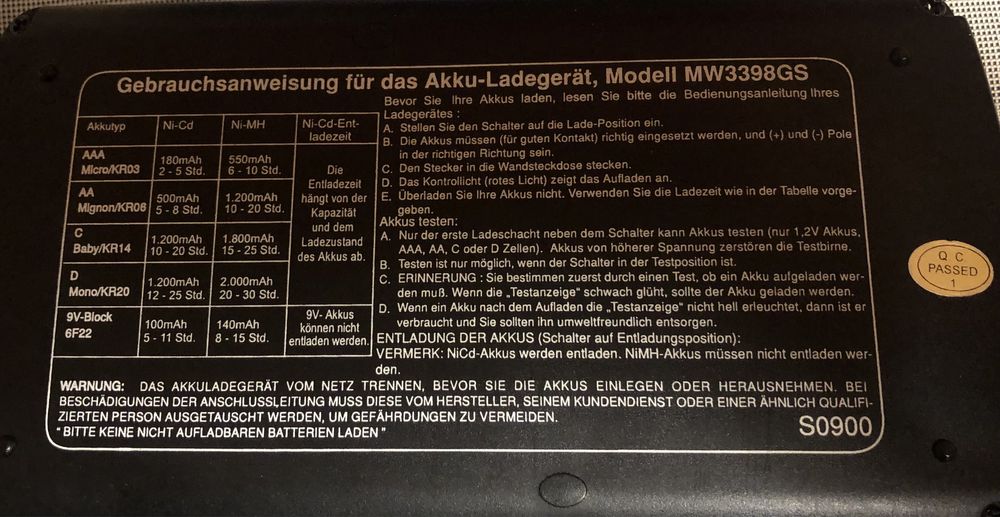 Gebrauchsanweisung für das Akku-Ladegerät, Modell MW3398GS
Akkutyp Ni-Cd Ni-MH Ni-Cd-Ent-
ladezeit
AAA 180mAh 550mAh
Micro/KR03 2 - 5 Std. 6 - 10 Std.
AA 500mAh 1.200mAh
Mignon/KR06 5 - 8 Std. 10 - 20 Std.
C 1.200mAh 1.800mAh
Baby/KR14 10 - 20 Std. 15 - 25 Std.
D 1.200mAh 2.000mAh
Mono/KR20 12 - 25 Std. 20 - 30 Std.
Die
Entladezeit
hängt von der
Kapazität
und dem
Ladezustand
des Akkus ab.
9V-Block 100mAh 140mAh
6F22 5 - 11 Std. 8 - 15 Std.
9V- Akkus
können nicht
entladen werden.
Bevor Sie Ihre Akkus laden, lesen Sie bitte die Bedienungsanleitung Ihres
Ladegerätes :
A. Stellen Sie den Schalter auf die Lade-Position ein.
B. Die Akkus müssen (für guten Kontakt) richtig eingesetzt werden, und (+) und (-) Pole
in der richtigen Richtung sein.
C. Den Stecker in die Wandsteckdose stecken.
D. Das Kontrollicht (rotes Licht) zeigt das Aufladen an.
E. Überladen Sie Ihre Akkus nicht. Verwenden Sie die Ladezeit wie in der Tabelle vorge-
geben.
Akkus testen:
A. Nur der erste Ladeschacht neben dem Schalter kann Akkus testen (nur 1,2V Akkus,
AAA, AA, C oder D Zellen). Akkus von höherer Spannung zerstören die Testbirne.
B. Testen ist nur möglich, wenn der Schalter in der Testposition ist.
C. ERINNERUNG : Sie bestimmen zuerst durch einen Test, ob ein Akku aufgeladen wer-
den muß. Wenn die „Testanzeige" schwach glüht, sollte der Akku geladen werden.
D. Wenn ein Akku nach dem Aufladen die „Testanzeige" nicht hell erleuchtet, dann ist er
verbraucht und Sie sollten ihn umweltfreundlich entsorgen.
ENTLADUNG DER AKKUS (Schalter auf Entladungsposition):
VERMERK: NiCd-Akkus werden entladen. NiMH-Akkus müssen nicht entladen wer-
den.
WARNUNG: DAS AKKULADEGERÄT VOM NETZ TRENNEN, BEVOR SIE DIE AKKUS EINLEGEN ODER HERAUSNEHMEN. BEI
BESCHÄDIGUNGEN DER ANSCHLUSSLEITUNG MUSS DIESE VOM HERSTELLER, SEINEM KUNDENDIENST ODER EINER ÄHNLICH QUALIFI-
ZIERTEN PERSON AUSGETAUSCHT WERDEN, UM GEFÄHRDUNGEN ZU VERMEIDEN.
"BITTE KEINE NICHT AUFLADBAREN BATTERIEN LADEN"
S0900
Q C
PASSED
1